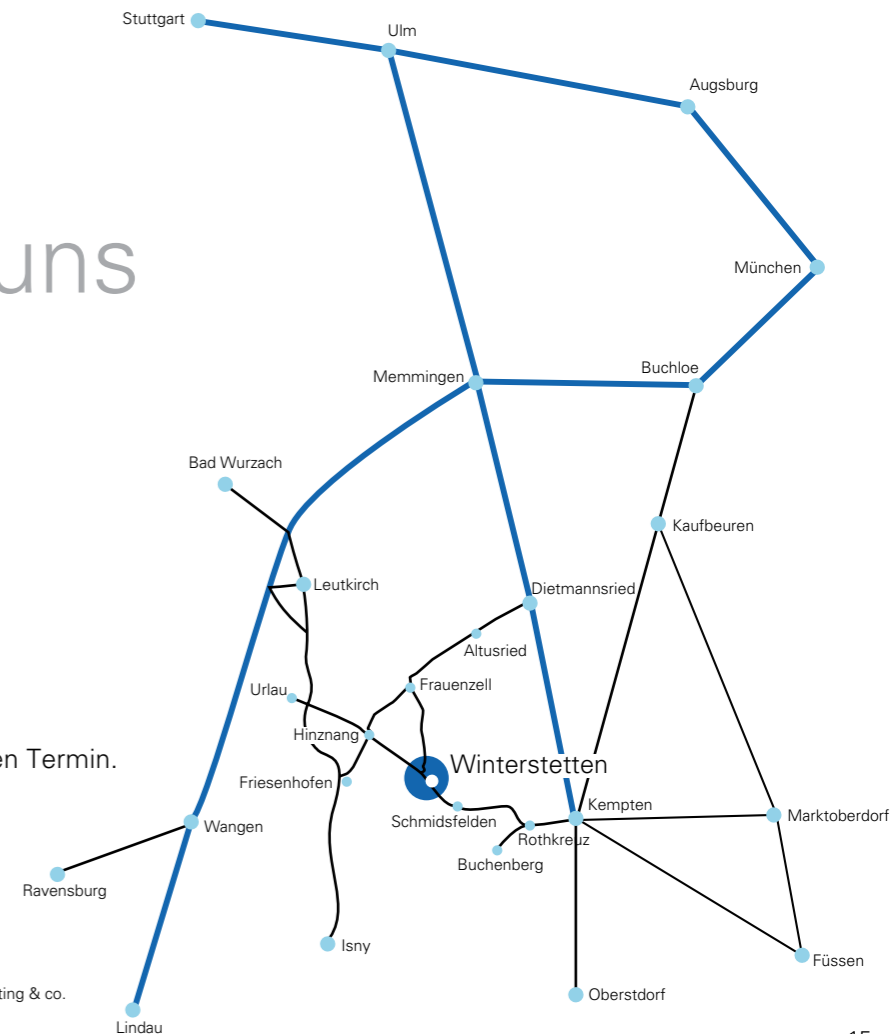 Stuttgart
Ulm
Augsburg
uns
München
Memmingen
Buchloe
Bad Wurzach
Kaufbeuren
Leutkirch
Dietmannsried
Altusried
Urlau
Frauenzell
Hinznang
en Termin.
Winterstetten
Friesenhofen
Kempten
Schmidsfelden
Marktoberdorf
Wangen
Rothkreuz
Buchenberg
Ravensburg
Isny
Füssen
ting & co.
Oberstdorf
Lindau